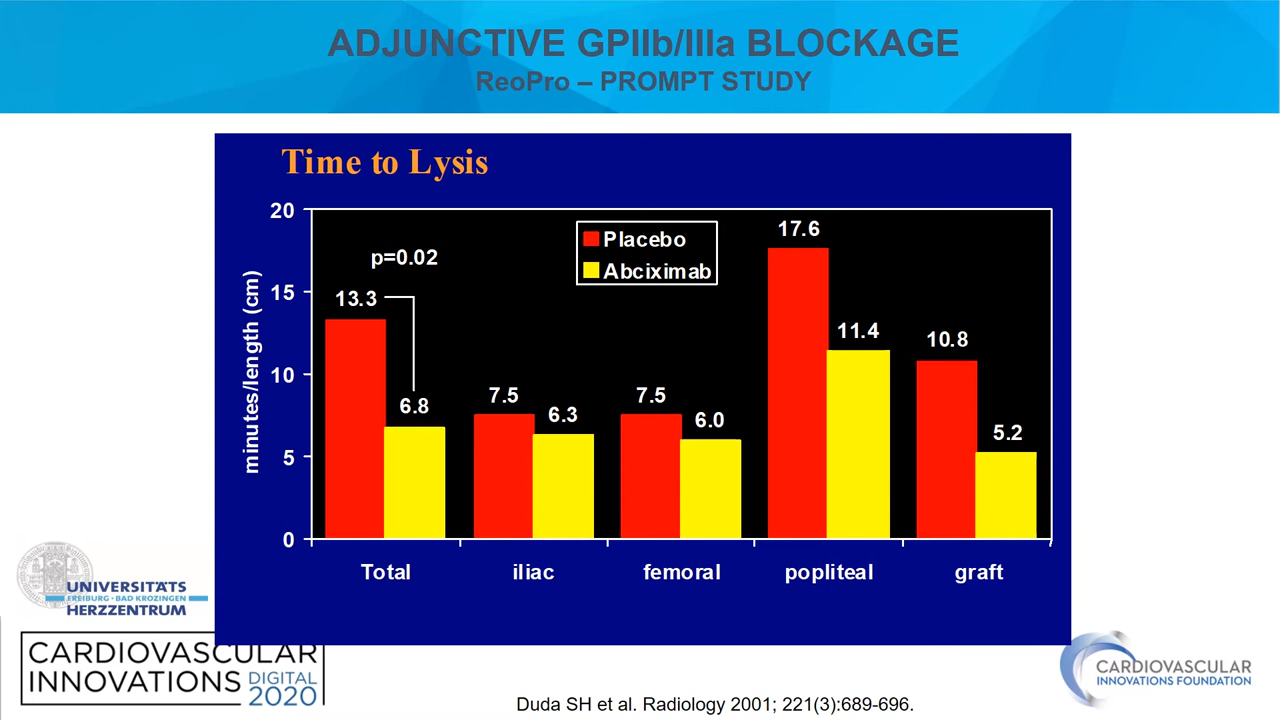 ADJUNCTIVE GPIIb/IIIa BLOCKAGE
ReoPro – PROMPT STUDY
Time to Lysis
minutes/length (cm)
20
15
10
5
0
Placebo
Abciximab
p=0.02
13.3
6.8
7.5
6.3
7.5
6.0
17.6
11.4
10.8
5.2
Total
iliac
femoral
popliteal
graft
UNIVERSITÄTS
FREIBURG · BAD KROZINGEN
HERZZENTRUM
CARDIOVASCULAR
INNOVATIONS DIGITAL
2020
CARDIOVASCULAR
INNOVATIONS FOUNDATION
Duda SH et al. Radiology 2001; 221(3):689-696.